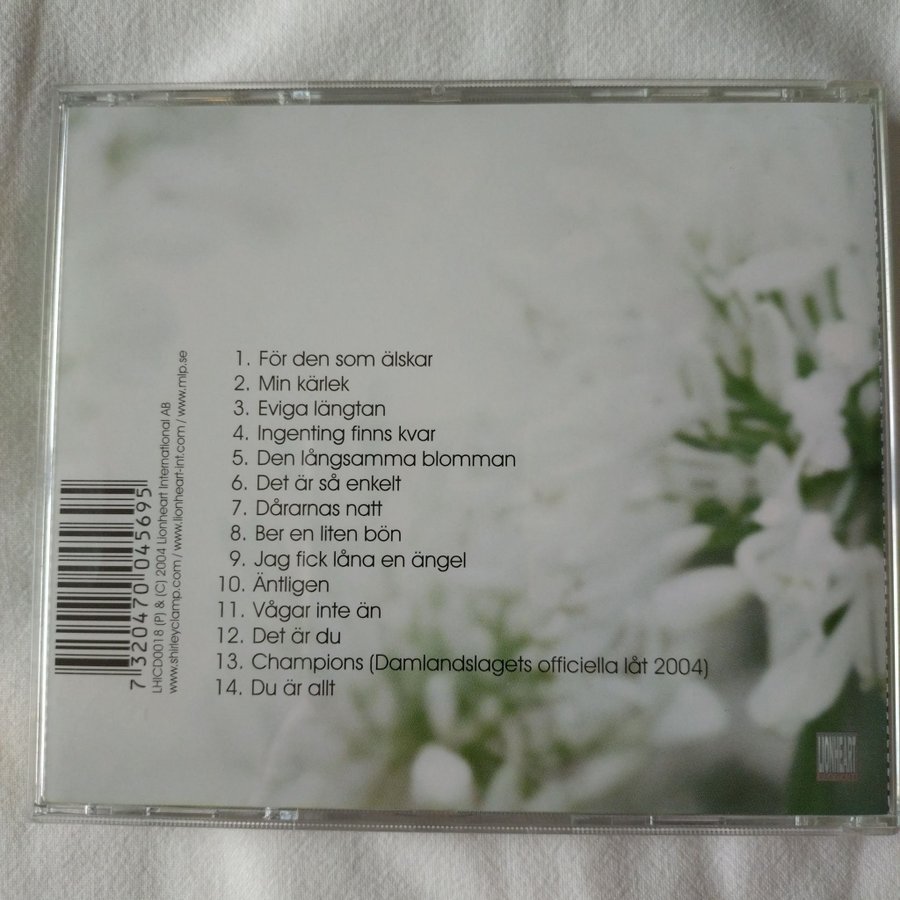 1. För den som älskar
2. Min kärlek
3. Eviga längtan
4. Ingenting finns kvar
5. Den långsamma blomman
6. Det är så enkelt
7. Dårarnas natt
8. Ber en liten bön
9. Jag fick låna en ängel
10. Äntligen
11. Vågar inte än
12. Det är du
13. Champions (Damlandslagets officiella låt 2004)
14. Du är allt
7 320470 045695
LHICD0018 (P) & (C) 2004 Lionheart International AB
www.shirleyclamp.com / www.lionheart-int.com / www.mlp.se
LIONHEART